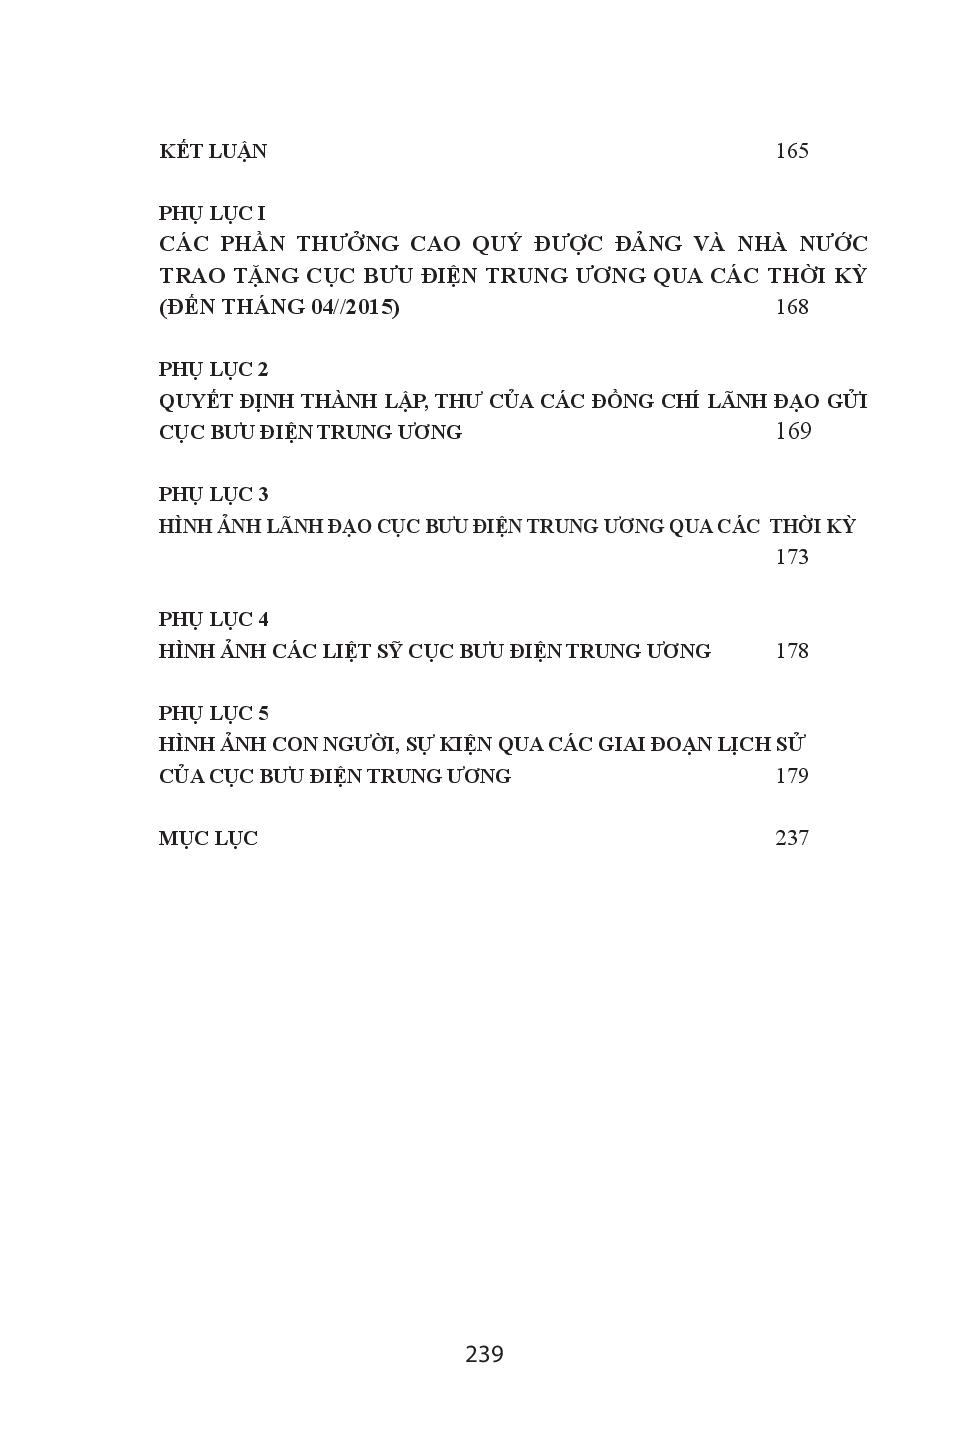 KẾT LUẬN 165
PHỤ LỤC I
CÁC PHẦN THƯỞNG CAO QUÝ ĐƯỢC ĐẢNG VÀ NHÀ NƯỚC
TRAO TẶNG CỤC BƯU ĐIỆN TRUNG ƯƠNG QUA CÁC THỜI KỲ
(ĐẾN THÁNG 04//2015) 168
PHỤ LỤC 2
QUYẾT ĐỊNH THÀNH LẬP, THƯ CỦA CÁC ĐỒNG CHÍ LÃNH ĐẠO GỬI
CỤC BƯU ĐIỆN TRUNG ƯƠNG 169
PHỤ LỤC 3
HÌNH ẢNH LÃNH ĐẠO CỤC BƯU ĐIỆN TRUNG ƯƠNG QUA CÁC THỜI KỲ
173
PHỤ LỤC 4
HÌNH ẢNH CÁC LIỆT SỸ CỤC BƯU ĐIỆN TRUNG ƯƠNG 178
PHỤ LỤC 5
HÌNH ẢNH CON NGƯỜI, SỰ KIỆN QUA CÁC GIAI ĐOẠN LỊCH SỬ
CỦA CỤC BƯU ĐIỆN TRUNG ƯƠNG 179
MỤC LỤC 237
239